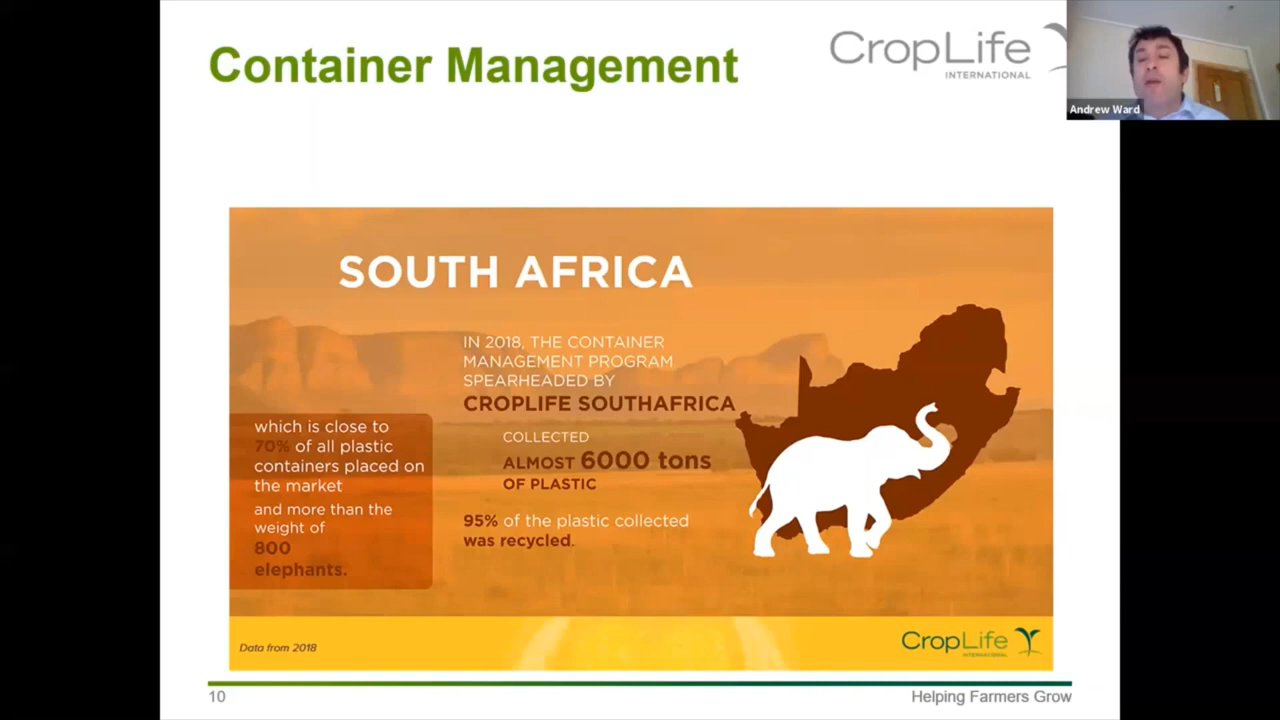 Container Management
CropLife
INTERNATIONAL
Andrew Ward
SOUTH AFRICA
IN 2018, THE CONTAINER
MANAGEMENT PROGRAM
SPEARHEADED BY
CROPLIFE SOUTHAFRICA
COLLECTED
ALMOST 6000 tons
OF PLASTIC
95% of the plastic collected
was recycled.
which is close to
70% of all plastic
containers placed on
the market
and more than the
weight of
800
elephants.
Data from 2018
CropLife
INTERNATIONAL
10
Helping Farmers Grow